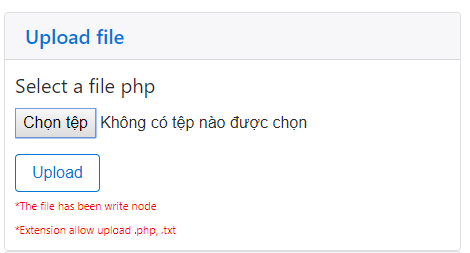 Upload file
Select a file php
Chọn tệp Không có tệp nào được chọn
Upload
*The file has been write node
*Extension allow upload .php, .txt